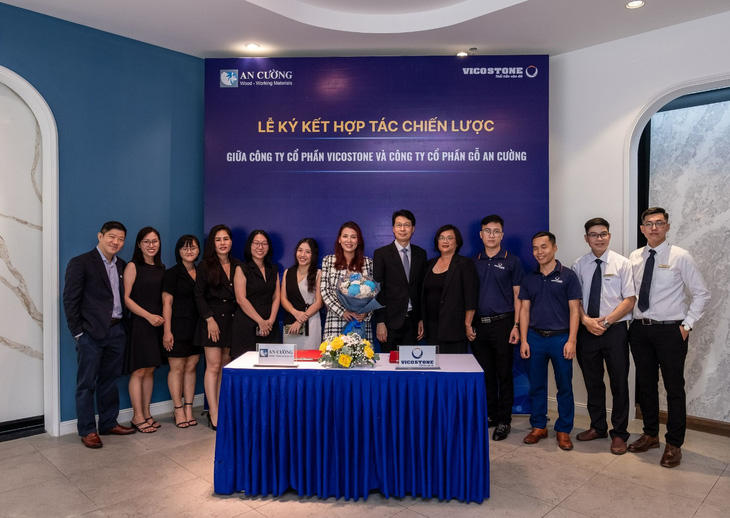 AN CƯỜNG
Wood - Working Materials
VICOSTONE
LỄ KÝ KẾT HỢP TÁC CHIẾN LƯỢC
GIỮA CÔNG TY CỔ PHẦN VICOSTONE VÀ CÔNG TY CỔ PHẦN GỖ AN CƯỜNG
AN CƯỜNG
VICOSTONE